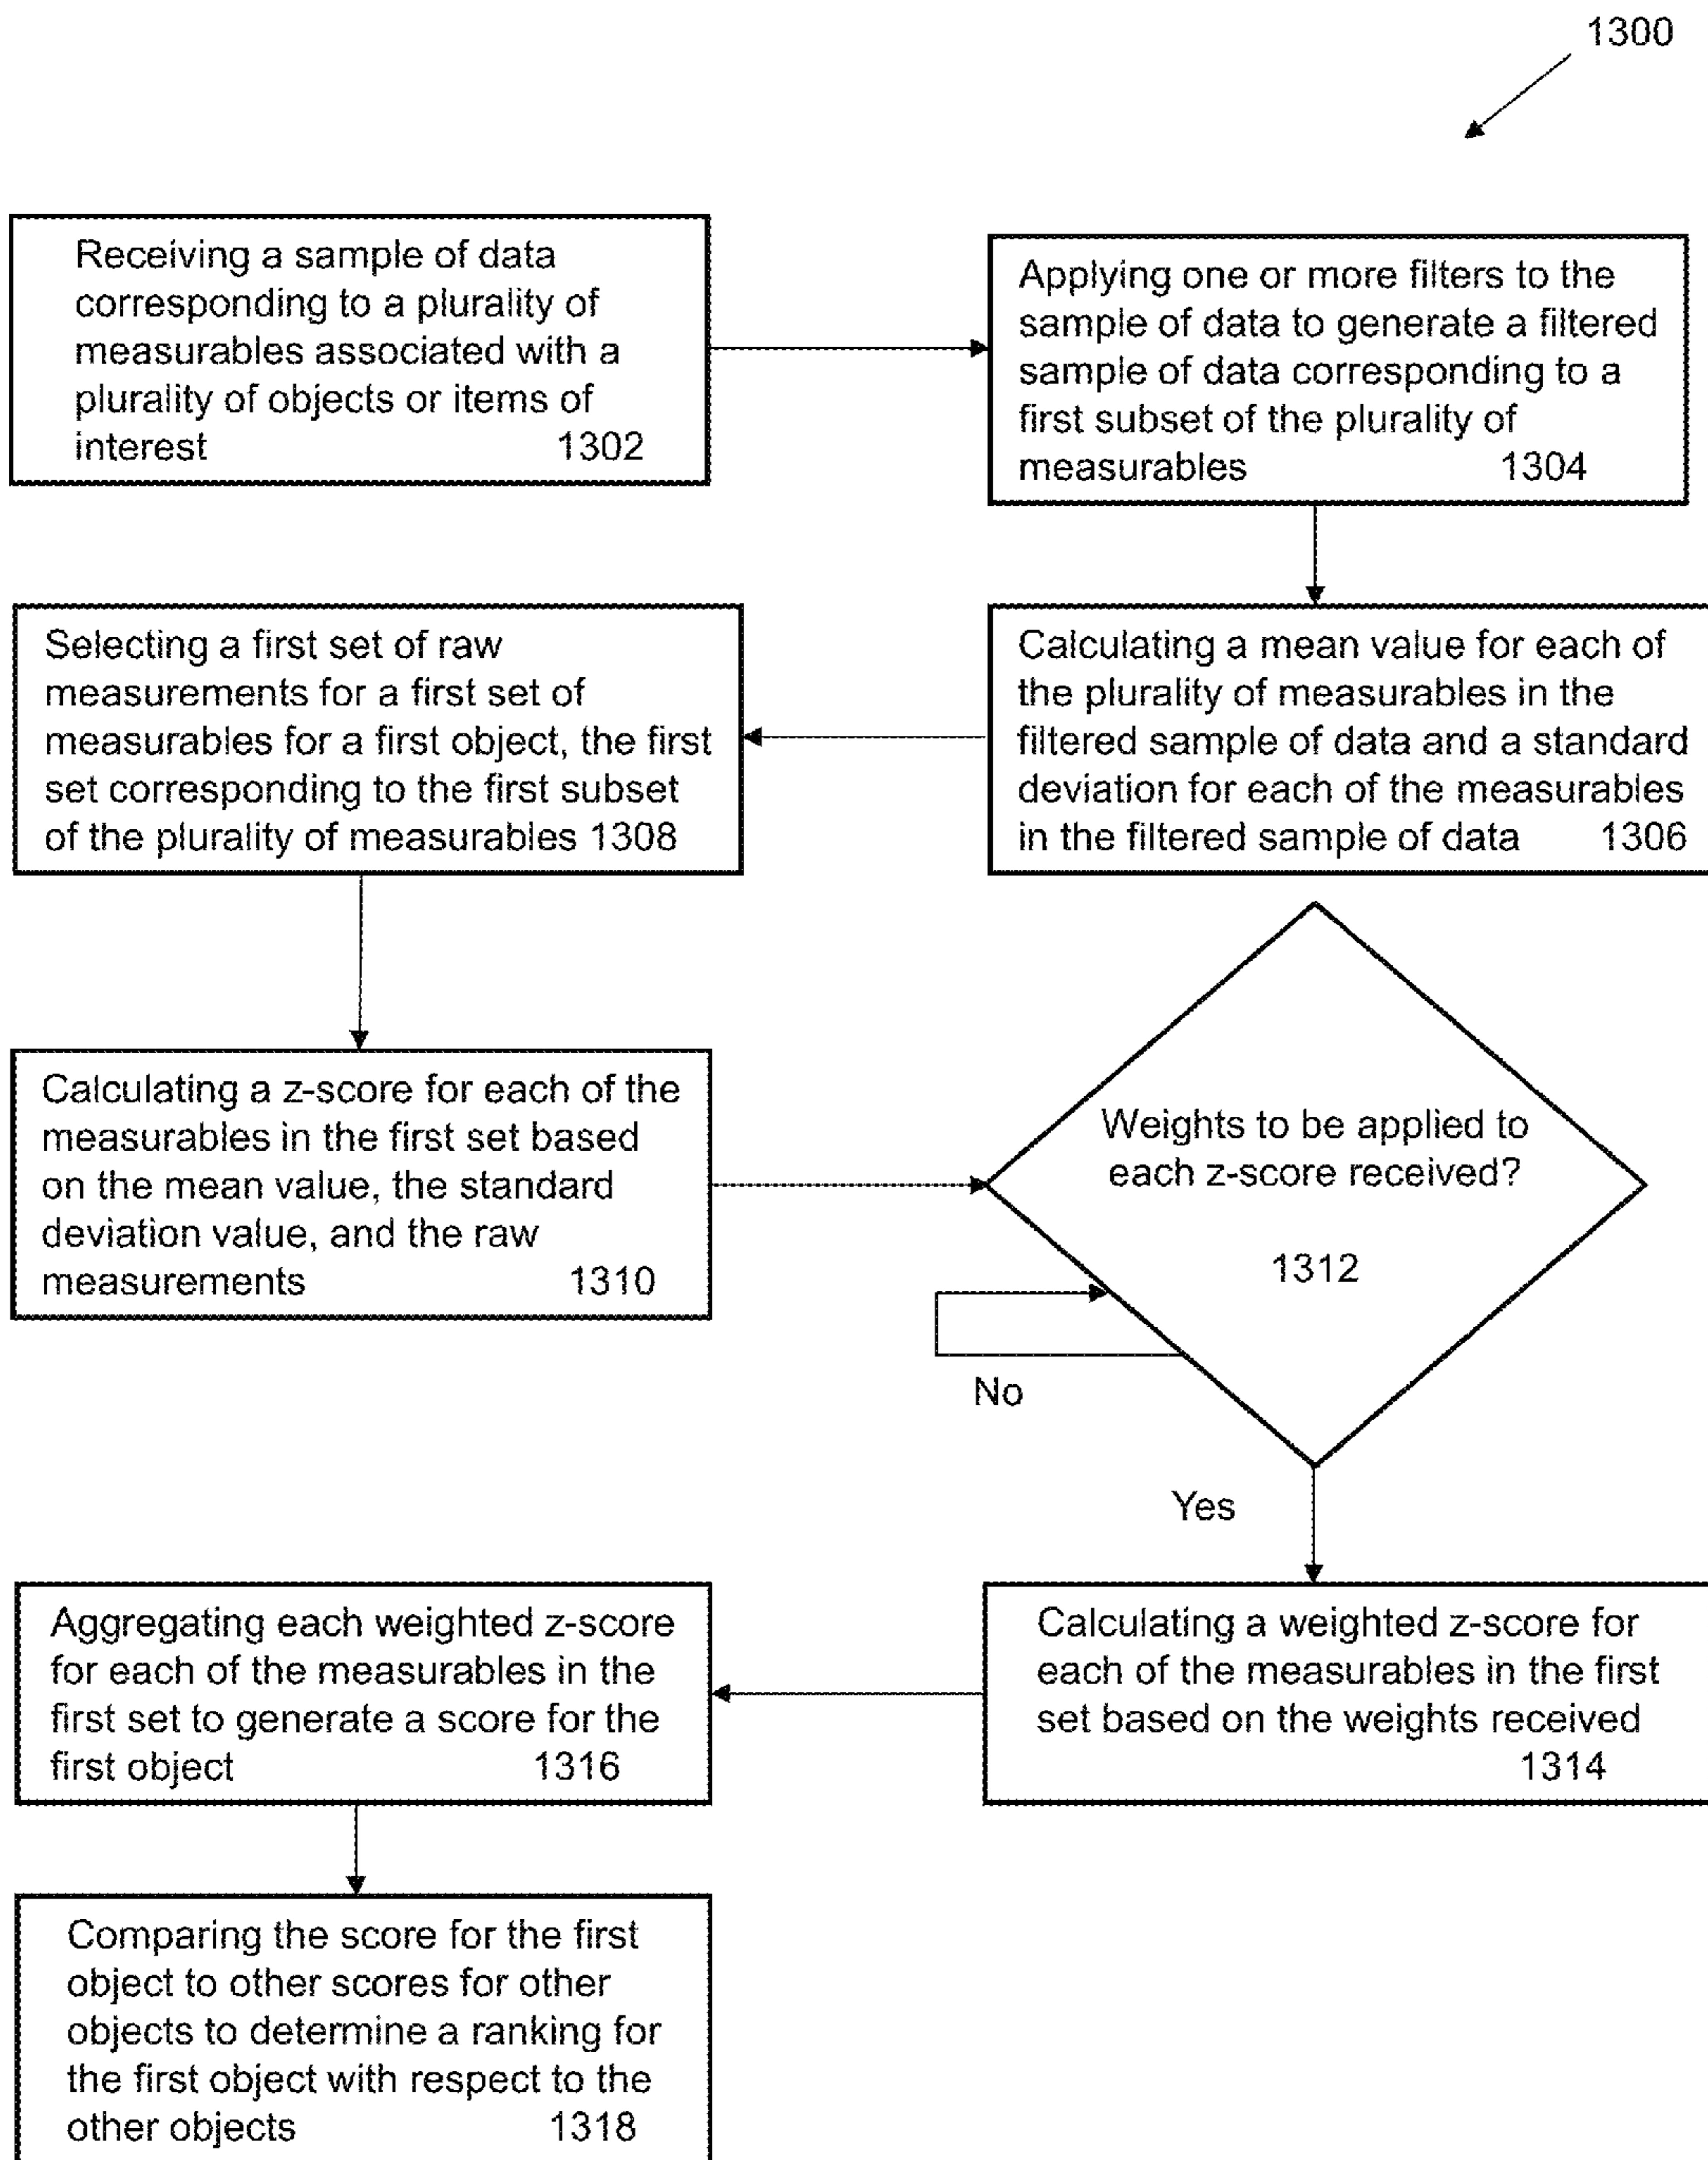 1300
Receiving a sample of data
corresponding to a plurality of
measurables associated with a
plurality of objects or items of
interest 1302
Applying one or more filters to the
sample of data to generate a filtered
sample of data corresponding to a
first subset of the plurality of
measurables 1304
Calculating a mean value for each of
the plurality of measurables in the
filtered sample of data and a standard
deviation for each of the measurables
in the filtered sample of data 1306
Selecting a first set of raw
measurements for a first set of
measurables for a first object, the first
set corresponding to the first subset
of the plurality of measurables 1308
Calculating a z-score for each of the
measurables in the first set based
on the mean value, the standard
deviation value, and the raw
measurements 1310
Weights to be applied to
each z-score received?
1312
No
Yes
Calculating a weighted z-score for
each of the measurables in the first
set based on the weights received
1314
Aggregating each weighted z-score
for each of the measurables in the
first set to generate a score for the
first object 1316
Comparing the score for the first
object to other scores for other
objects to determine a ranking for
the first object with respect to the
other objects 1318